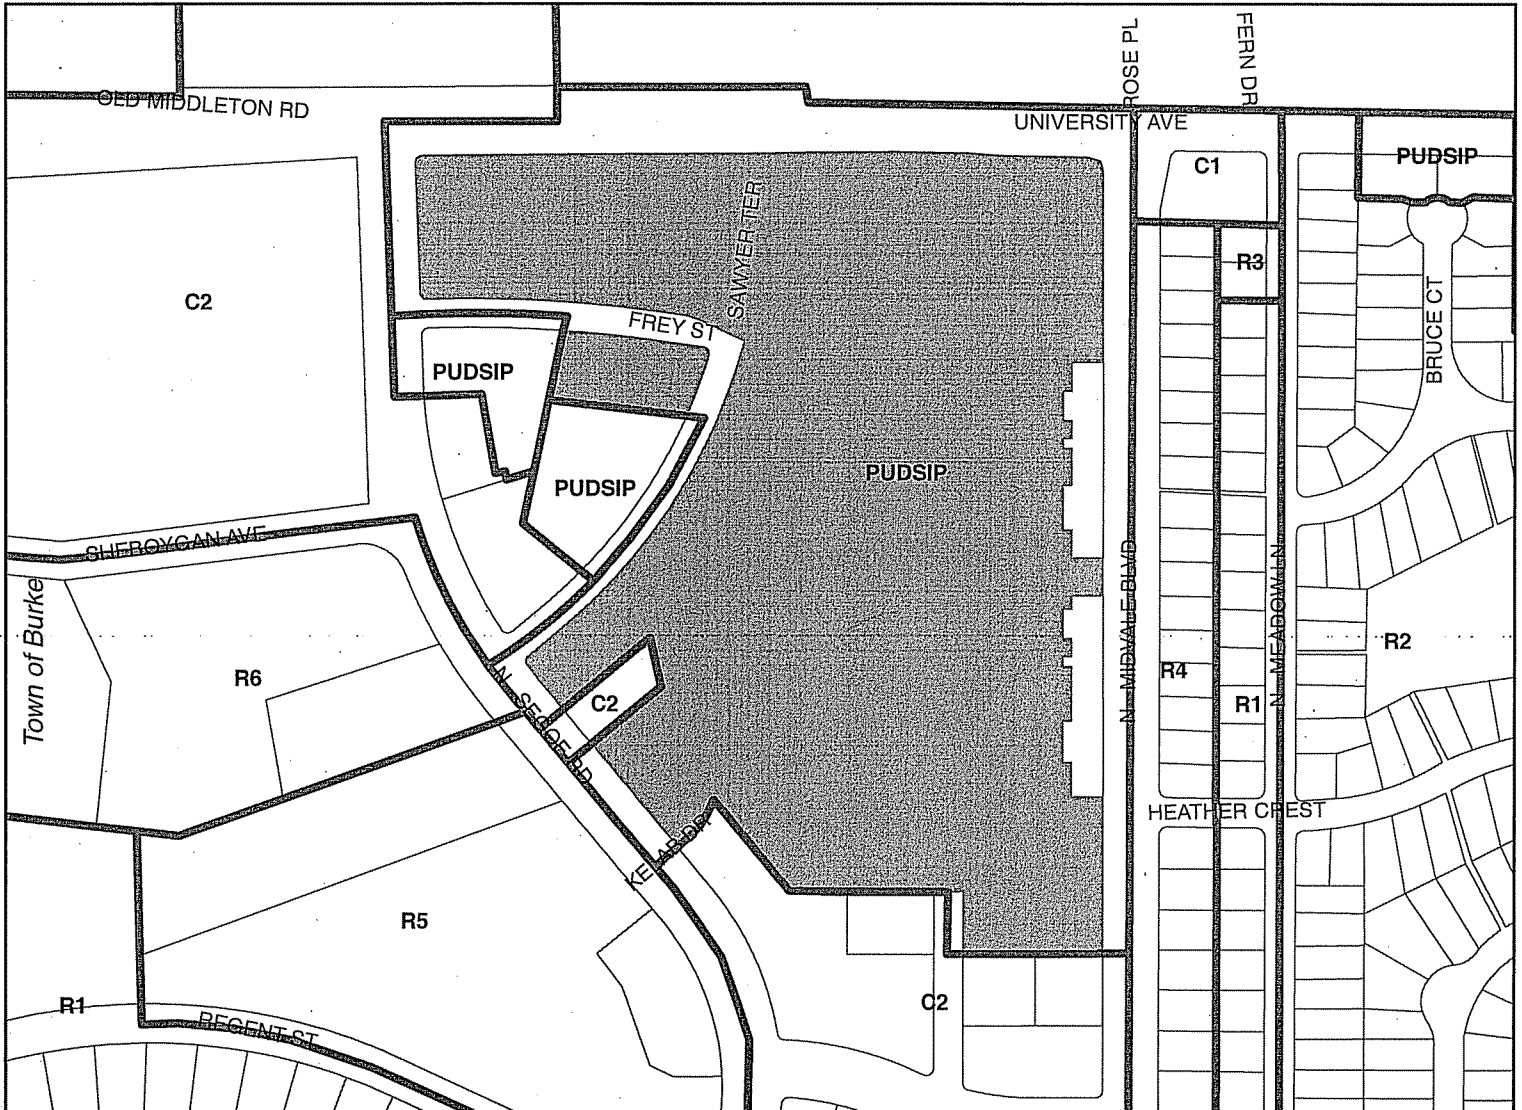 ROSE PL
FERN DR
OLD MIDDLETON RD
UNIVERSITY AVE
C1
PUDSIP
SAWYER TER
R3
C2
FREY ST
BRUCE CT
PUDSIP
PUDSIP
PUDSIP
SHEBOYGAN AVE
Town of Burke
N MIDVALE BLVD
N MEADOW LN
R2
R6
R4
N SEGOE RD
C2
R1
HEATHER CREST
KELAB DR
R5
C2
R1
REGENT ST